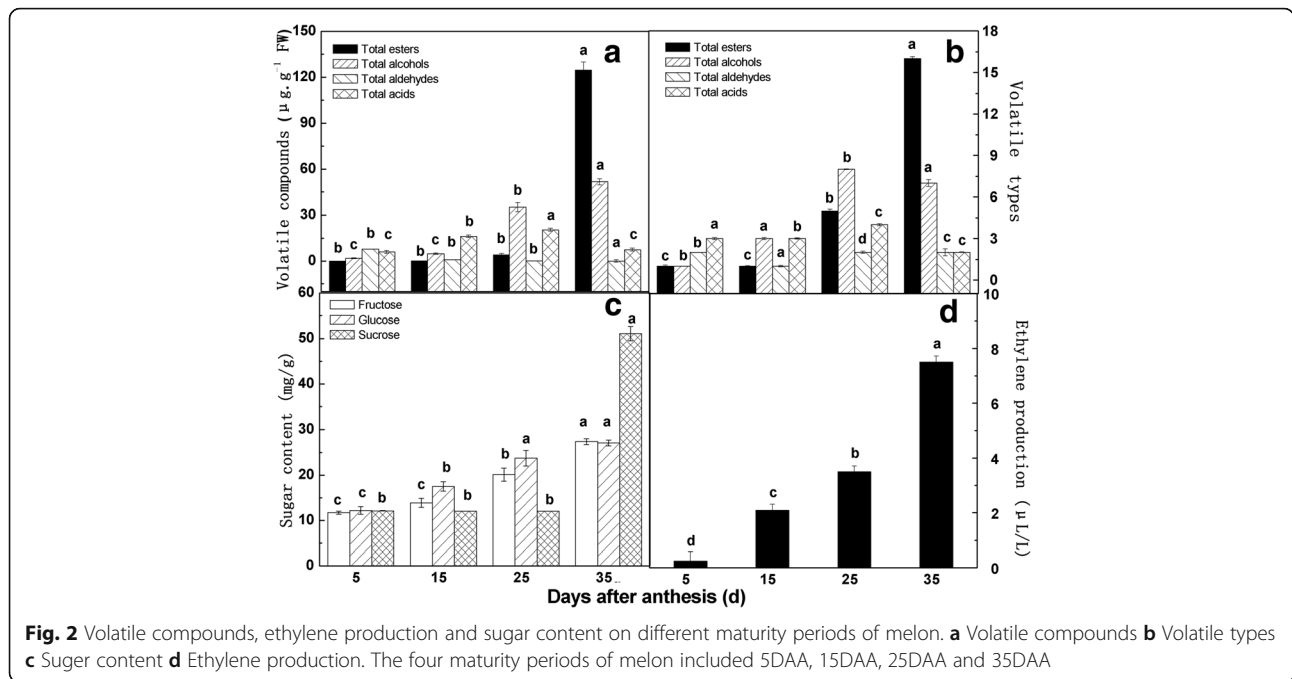 150
120
90
60
30
0
60
Volatile compounds (μg.g⁻¹ FW)
Total esters
Total alcohols
Total aldehydes
Total acids
a
b c b c
b c b c
b b b a
a a a c
Total esters
Total alcohols
Total aldehydes
Total acids
b
c c b a
c a c b
b b d c
a a c c
18
15
12
9
6
3
0
Volatile types
50
40
30
20
10
0
Sugar content (mg/g)
Fructose
Glucose
Sucrose
c
c c b
c b b
b a b
a a a
5 15 25 35
d
d c b a
10
8
6
4
2
0
Ethylene production (μL/L)
5 15 25 35
Days after anthesis (d)
Fig. 2 Volatile compounds, ethylene production and sugar content on different maturity periods of melon. a Volatile compounds b Volatile types
c Suger content d Ethylene production. The four maturity periods of melon included 5DAA, 15DAA, 25DAA and 35DAA